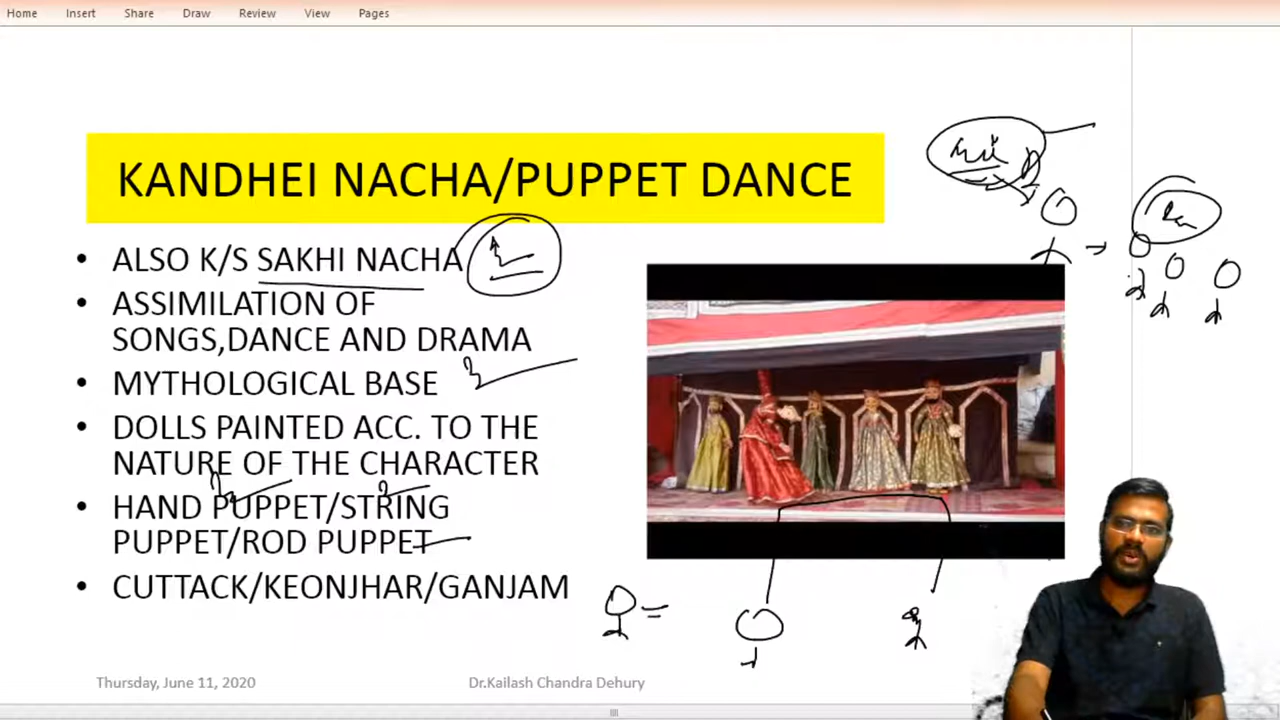 Home Insert Share Draw Review View Pages
KANDHEI NACHA/PUPPET DANCE
• ALSO K/S SAKHI NACHA
• ASSIMILATION OF
SONGS,DANCE AND DRAMA
• MYTHOLOGICAL BASE
• DOLLS PAINTED ACC. TO THE
NATURE OF THE CHARACTER
• HAND PUPPET/STRING
PUPPET/ROD PUPPET
• CUTTACK/KEONJHAR/GANJAM
Thursday, June 11, 2020
Dr.Kailash Chandra Dehury